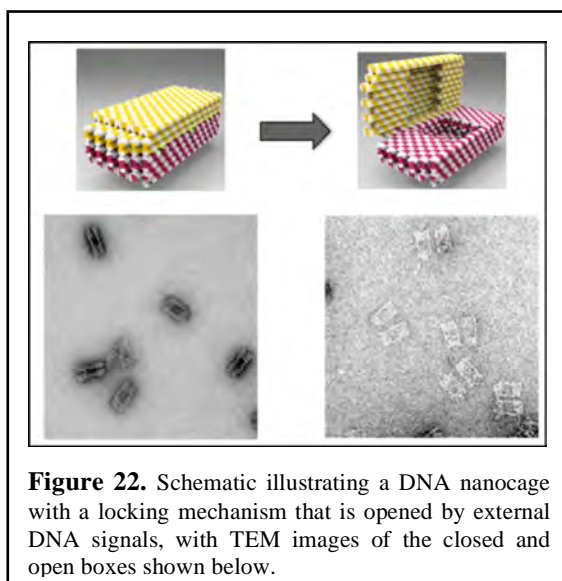 Figure 22. Schematic illustrating a DNA nanocage
with a locking mechanism that is opened by external
DNA signals, with TEM images of the closed and
open boxes shown below.